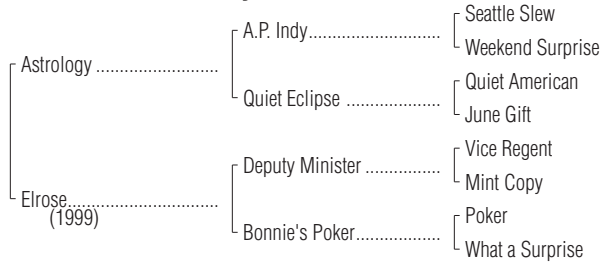 Seattle Slew
A.P. Indy.............................
Weekend Surprise
Astrology ..........................
Quiet American
Quiet Eclipse ....................
June Gift
Vice Regent
Deputy Minister ................
Mint Copy
Elrose................................
(1999)
Poker
Bonnie's Poker..................
What a Surprise